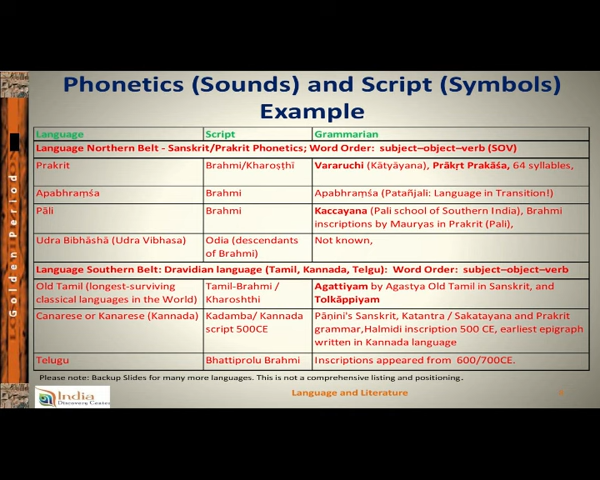 Phonetics (Sounds) and Script (Symbols)
Example
Language Script Grammarian
Language Northern Belt - Sanskrit/Prakrit Phonetics; Word Order: subject–object–verb (SOV)
Prakrit Brahmi/Kharoṣṭhī Vararuchi (Kātyāyana), Prākṛt Prakāśa, 64 syllables,
Apabhraṃśa Brahmi Apabhraṃśa (Patañjali: Language in Transition!)
Pāli Brahmi Kaccayana (Pali school of Southern India), Brahmi
inscriptions by Mauryas in Prakrit (Pali),
Udra Bibhāshā (Udra Vibhasa) Odia (descendants Not known,
of Brahmi)
Language Southern Belt: Dravidian language (Tamil, Kannada, Telgu): Word Order: subject–object–verb
Old Tamil (longest-surviving Tamil-Brahmi / Agattiyam by Agastya Old Tamil in Sanskrit, and
classical languages in the World) Kharoshthi Tolkāppiyam
Canarese or Kanarese (Kannada) Kadamba/ Kannada Pāṇini's Sanskrit, Katantra / Sakatayana and Prakrit
script 500CE grammar,Halmidi inscription 500 CE, earliest epigraph
written in Kannada language
Telugu Bhattiprolu Brahmi Inscriptions appeared from 600/700CE.
Please note: Backup Slides for many more languages. This is not a comprehensive listing and positioning.
Golden Period
India
Discovery Center
Language and Literature